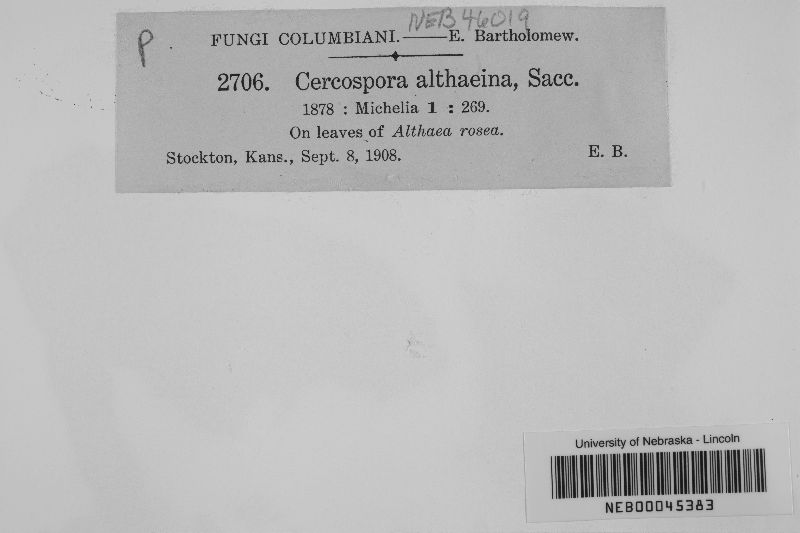 NEB 46019
P
FUNGI COLUMBIANI.——E. Bartholomew.
2706. Cercospora althaeina, Sacc.
1878 : Michelia 1 : 269.
On leaves of Althaea rosea.
Stockton, Kans., Sept. 8, 1908. E. B.
University of Nebraska - Lincoln
NEB00045383